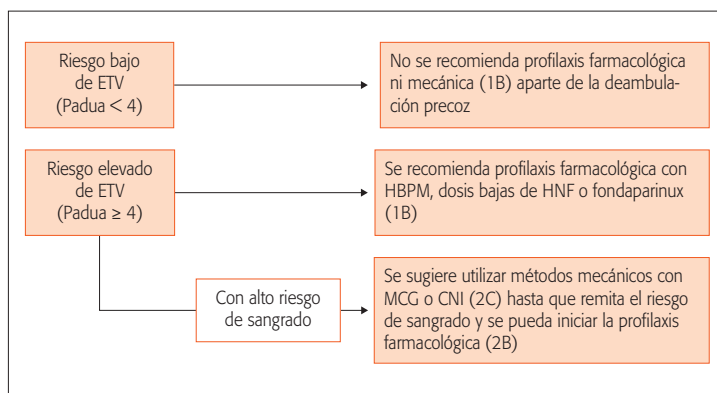 Riesgo bajo
de ETV
(Padua < 4)
No se recomienda profilaxis farmacológica
ni mecánica (1B) aparte de la deambula-
ción precoz
Riesgo elevado
de ETV
(Padua ≥ 4)
Se recomienda profilaxis farmacológica con
HBPM, dosis bajas de HNF o fondaparinux
(1B)
Con alto riesgo
de sangrado
Se sugiere utilizar métodos mecánicos con
MCG o CNI (2C) hasta que remita el riesgo
de sangrado y se pueda iniciar la profilaxis
farmacológica (2B)